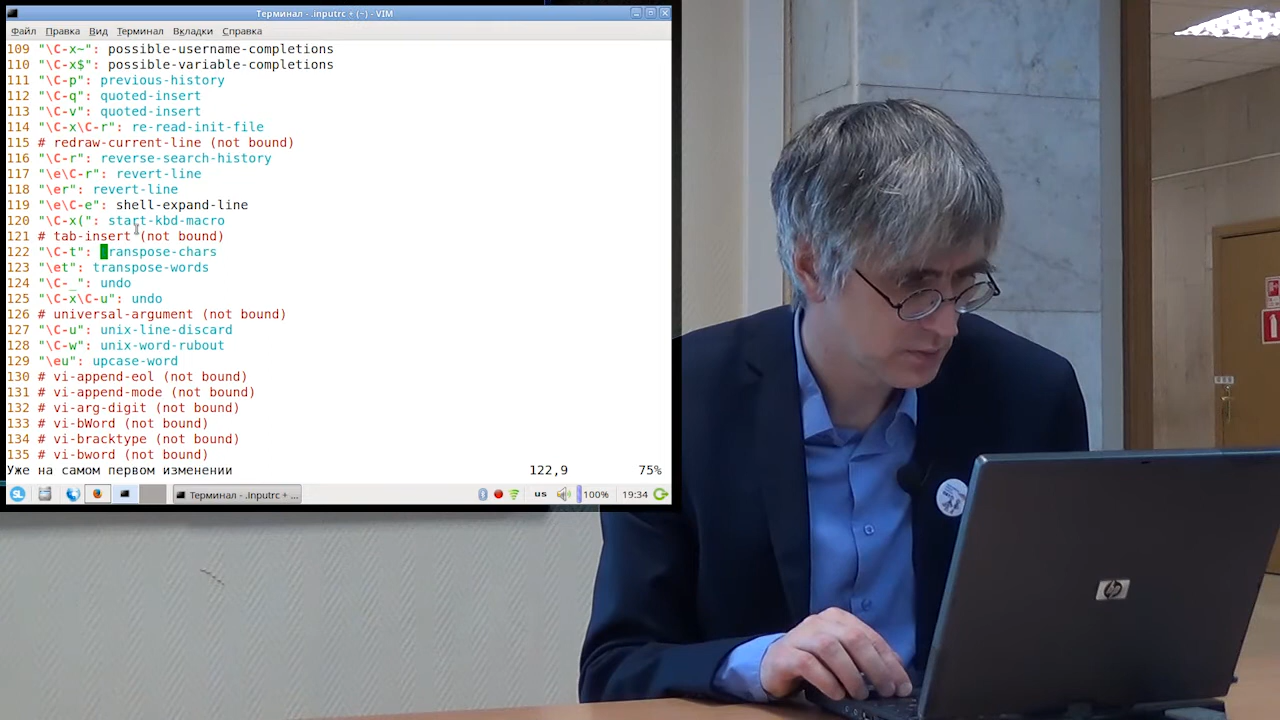 Терминал - .inputrc + (~) - VIM
Файл Правка Вид Терминал Вкладки Справка
109 "\C-x~": possible-username-completions
110 "\C-x$": possible-variable-completions
111 "\C-p": previous-history
112 "\C-q": quoted-insert
113 "\C-v": quoted-insert
114 "\C-x\C-r": re-read-init-file
115 # redraw-current-line (not bound)
116 "\C-r": reverse-search-history
117 "\e\C-r": revert-line
118 "\er": revert-line
119 "\e\C-e": shell-expand-line
120 "\C-x(": start-kbd-macro
121 # tab-insert (not bound)
122 "\C-t": transpose-chars
123 "\et": transpose-words
124 "\C-_": undo
125 "\C-x\C-u": undo
126 # universal-argument (not bound)
127 "\C-u": unix-line-discard
128 "\C-w": unix-word-rubout
129 "\eu": upcase-word
130 # vi-append-eol (not bound)
131 # vi-append-mode (not bound)
132 # vi-arg-digit (not bound)
133 # vi-bWord (not bound)
134 # vi-bracktype (not bound)
135 # vi-bword (not bound)
Уже на самом первом изменении 122,9 75%
SL Терминал - .inputrc + ... us 100% 19:34
hp